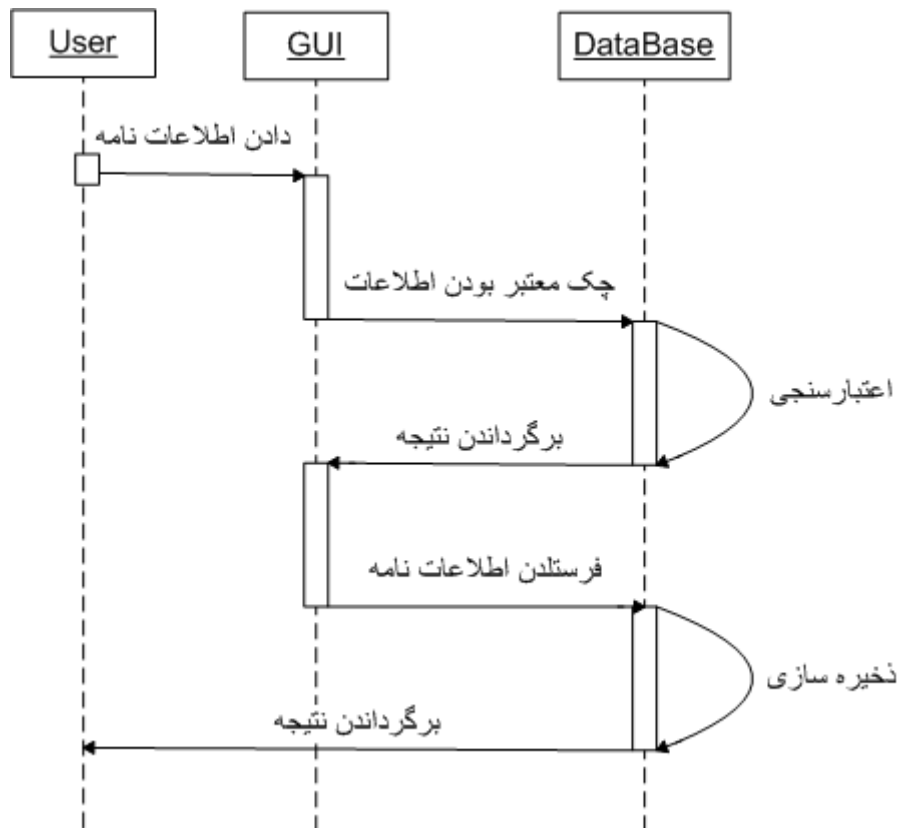 User
GUI
DataBase
دادن اطلاعات نامه
چک معتبر بودن اطلاعات
اعتبارسنجی
برگرداندن نتیجه
فرستلدن اطلاعات نامه
ذخیره سازی
برگرداندن نتیجه